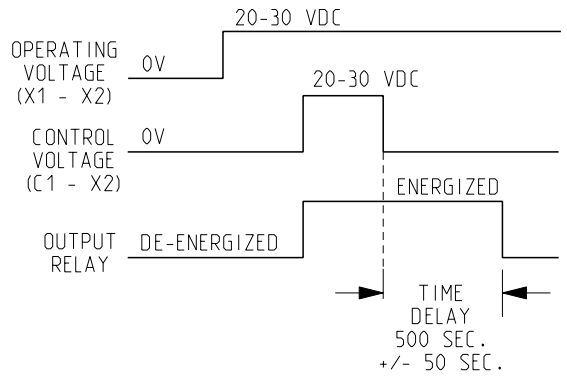 20-30 VDC
OPERATING
VOLTAGE
(X1 - X2)
0V
20-30 VDC
CONTROL
VOLTAGE
(C1 - X2)
0V
ENERGIZED
OUTPUT
RELAY
DE-ENERGIZED
TIME
DELAY
500 SEC.
+/- 50 SEC.